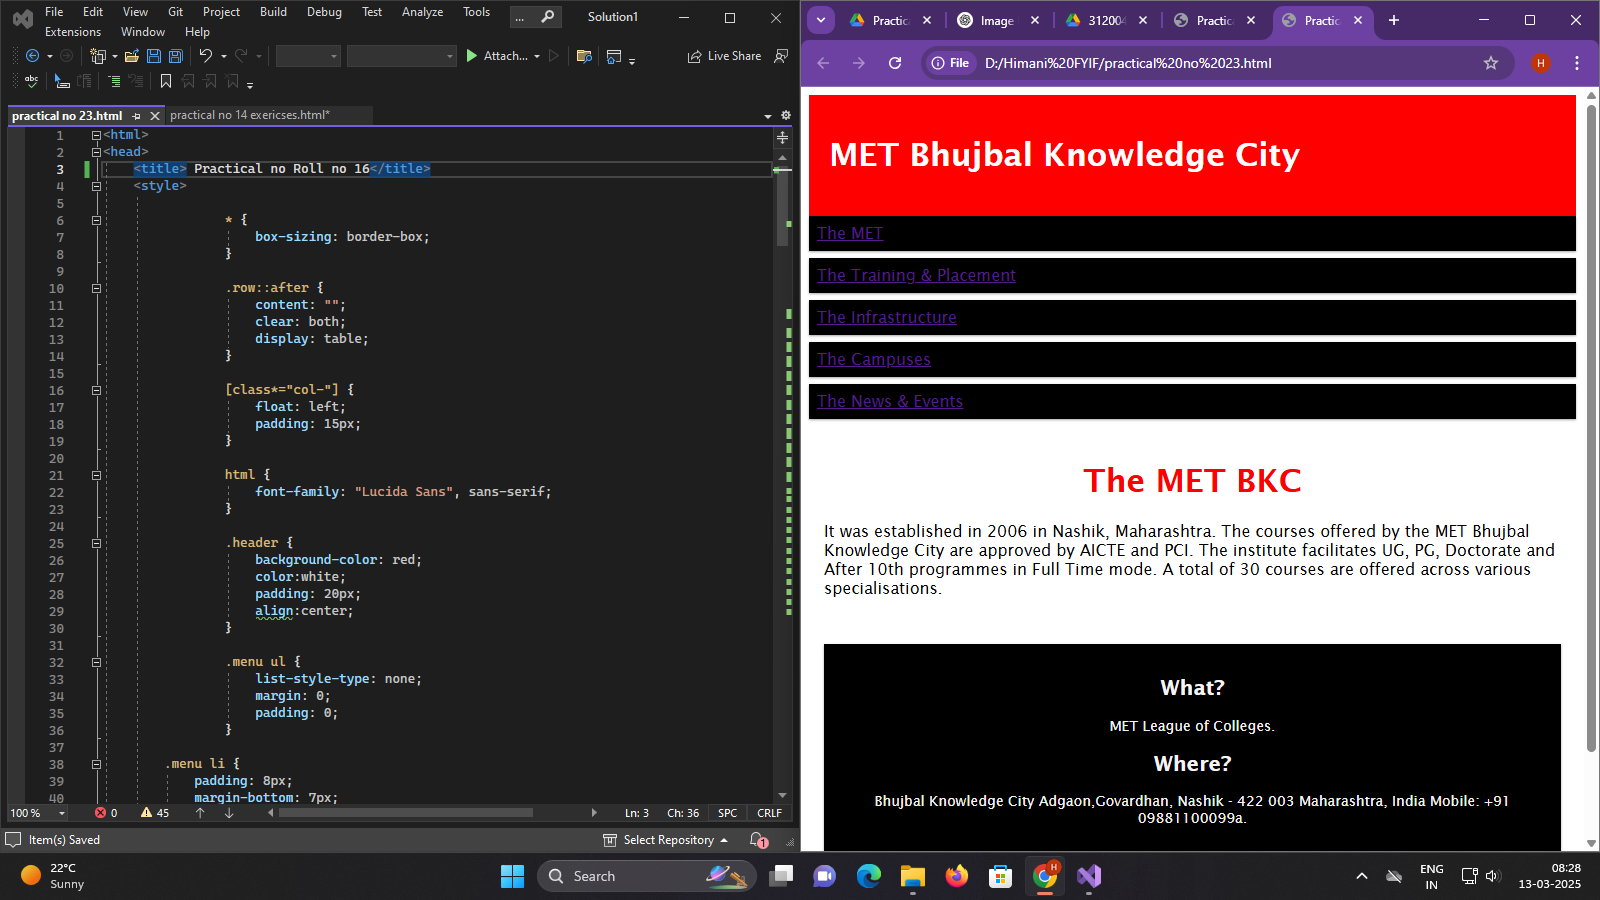 File Edit View Git Project Build Debug Test Analyze Tools ... Solution1
Extensions Window Help
Attach... Live Share
abc
practical no 23.html practical no 14 exericses.html*
1 <html>
2 <head>
3 <title> Practical no Roll no 16</title>
4 <style>
5
6 * {
7 box-sizing: border-box;
8 }
9
10 .row::after {
11 content: "";
12 clear: both;
13 display: table;
14 }
15
16 [class*="col-"] {
17 float: left;
18 padding: 15px;
19 }
20
21 html {
22 font-family: "Lucida Sans", sans-serif;
23 }
24
25 .header {
26 background-color: red;
27 color:white;
28 padding: 20px;
29 align:center;
30 }
31
32 .menu ul {
33 list-style-type: none;
34 margin: 0;
35 padding: 0;
36 }
37
38 .menu li {
39 padding: 8px;
40 margin-bottom: 7px;
100 % 0 45 Ln: 3 Ch: 36 SPC CRLF
Item(s) Saved Select Repository 1
Practic Image 31200 Practic Practic
File D:/Himani%20FYIF/practical%20no%2023.html H
MET Bhujbal Knowledge City
The MET
The Training & Placement
The Infrastructure
The Campuses
The News & Events
The MET BKC
It was established in 2006 in Nashik, Maharashtra. The courses offered by the MET Bhujbal
Knowledge City are approved by AICTE and PCI. The institute facilitates UG, PG, Doctorate and
After 10th programmes in Full Time mode. A total of 30 courses are offered across various
specialisations.
What?
MET League of Colleges.
Where?
Bhujbal Knowledge City Adgaon,Govardhan, Nashik - 422 003 Maharashtra, India Mobile: +91
09881100099a.
22°C
Sunny
Search
H
ENG
IN
08:28
13-03-2025